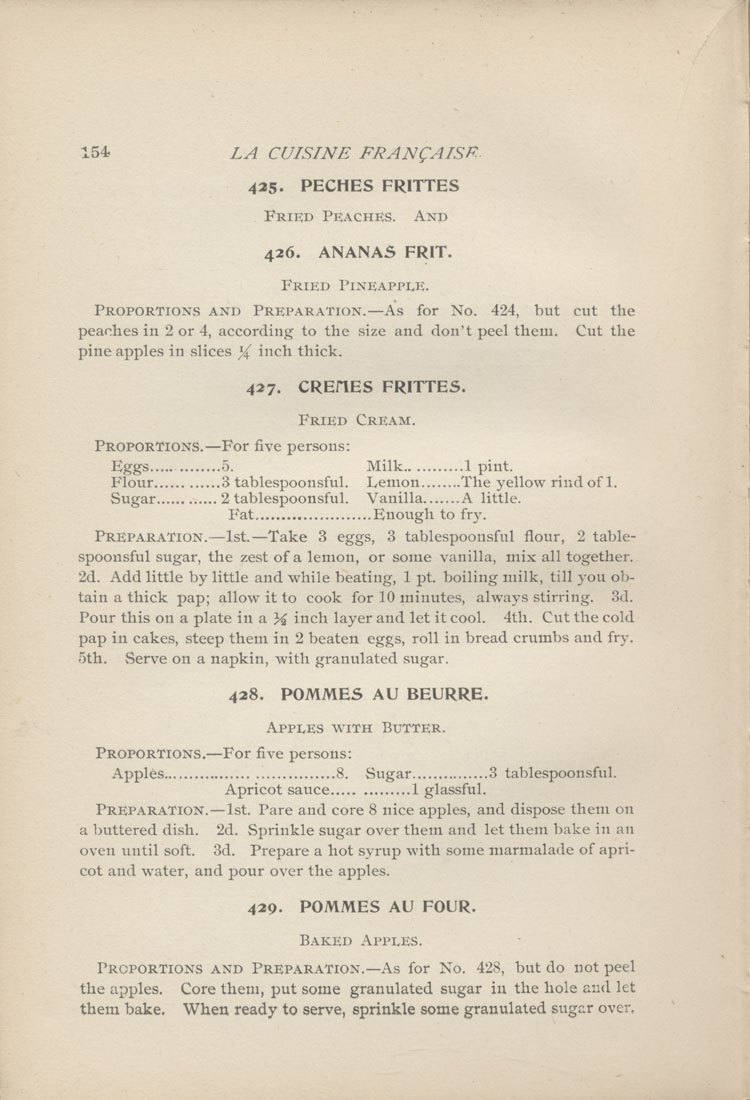 154 LA CUISINE FRANÇAISE.
425. PECHES FRITTES
FRIED PEACHES. AND
426. ANANAS FRIT.
FRIED PINEAPPLE.
PROPORTIONS AND PREPARATION.—As for No. 424, but cut the
peaches in 2 or 4, according to the size and don't peel them. Cut the
pine apples in slices ¼ inch thick.
427. CREMES FRITTES.
FRIED CREAM.
PROPORTIONS.—For five persons:
Eggs..... .........5. Milk.. ..........1 pint.
Flour...... ......3 tablespoonsful. Lemon........The yellow rind of 1.
Sugar...... ...... 2 tablespoonsful. Vanilla.......A little.
Fat......................Enough to fry.
PREPARATION.—1st.—Take 3 eggs, 3 tablespoonsful flour, 2 table-
spoonsful sugar, the zest of a lemon, or some vanilla, mix all together.
2d. Add little by little and while beating, 1 pt. boiling milk, till you ob-
tain a thick pap; allow it to cook for 10 minutes, always stirring. 3d.
Pour this on a plate in a ½ inch layer and let it cool. 4th. Cut the cold
pap in cakes, steep them in 2 beaten eggs, roll in bread crumbs and fry.
5th. Serve on a napkin, with granulated sugar.
428. POMMES AU BEURRE.
APPLES WITH BUTTER.
PROPORTIONS.—For five persons:
Apples................ ...............8. Sugar...............3 tablespoonsful.
Apricot sauce..... .........1 glassful.
PREPARATION.—1st. Pare and core 8 nice apples, and dispose them on
a buttered dish. 2d. Sprinkle sugar over them and let them bake in an
oven until soft. 3d. Prepare a hot syrup with some marmalade of apri-
cot and water, and pour over the apples.
429. POMMES AU FOUR.
BAKED APPLES.
PROPORTIONS AND PREPARATION.—As for No. 428, but do not peel
the apples. Core them, put some granulated sugar in the hole and let
them bake. When ready to serve, sprinkle some granulated sugar over.